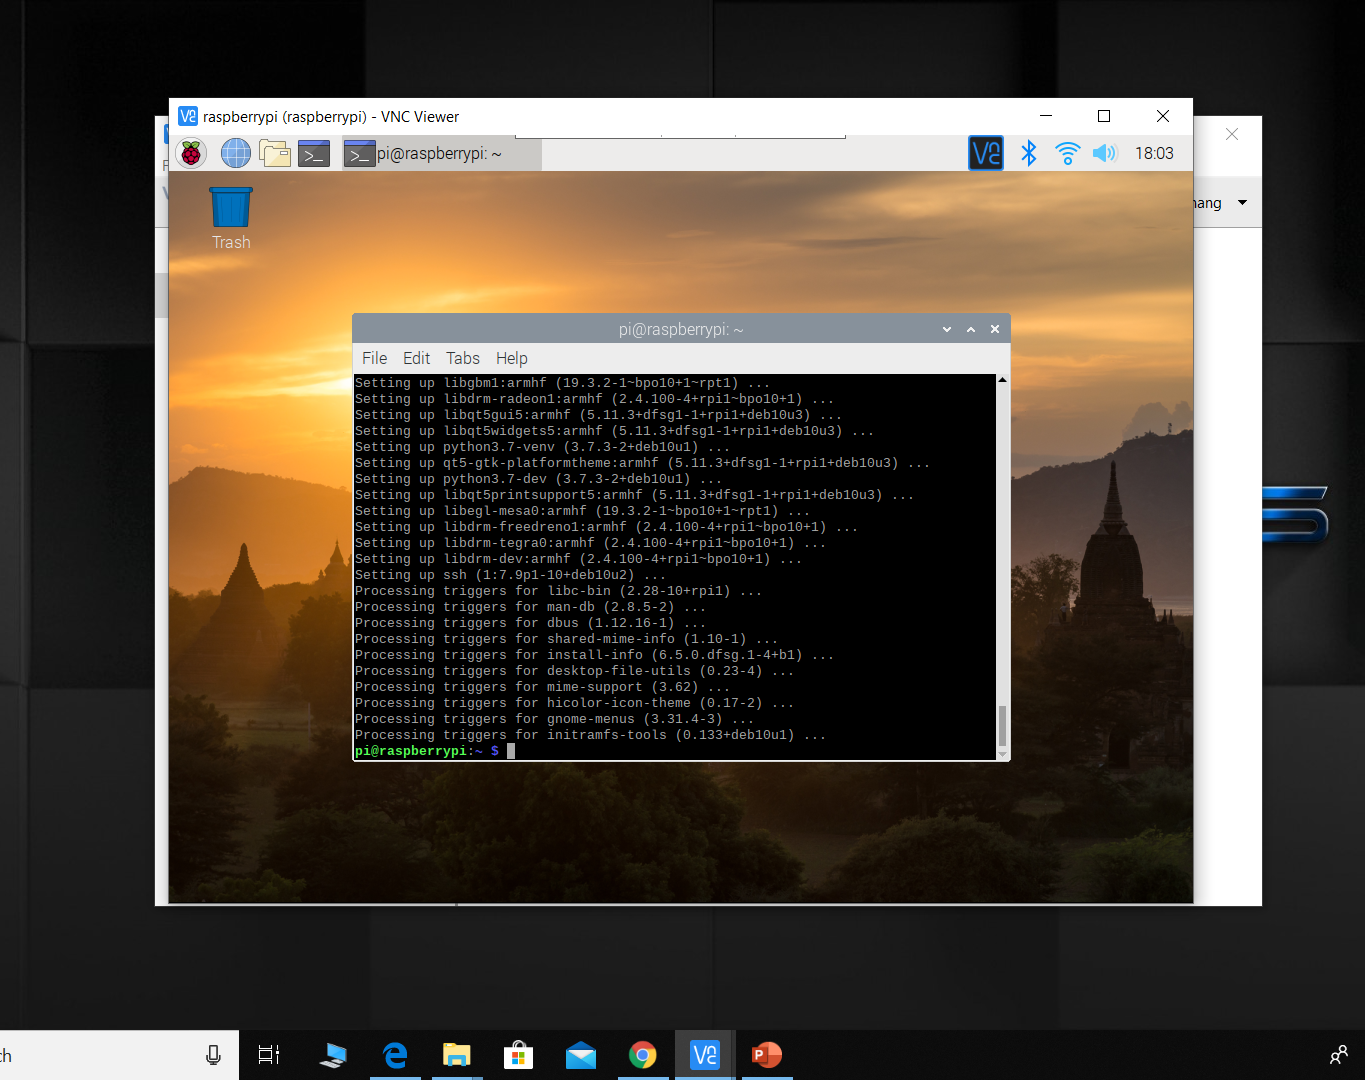 raspberrypi (raspberrypi) - VNC Viewer
pi@raspberrypi: ~
18:03
hang
Trash
pi@raspberrypi: ~
File Edit Tabs Help
Setting up libgbm1:armhf (19.3.2-1~bpo10+1~rpt1) ...
Setting up libdrm-radeon1:armhf (2.4.100-4+rpi1~bpo10+1) ...
Setting up libqt5gui5:armhf (5.11.3+dfsg1-1+rpi1+deb10u3) ...
Setting up libqt5widgets5:armhf (5.11.3+dfsg1-1+rpi1+deb10u3) ...
Setting up python3.7-venv (3.7.3-2+deb10u1) ...
Setting up qt5-gtk-platformtheme:armhf (5.11.3+dfsg1-1+rpi1+deb10u3) ...
Setting up python3.7-dev (3.7.3-2+deb10u1) ...
Setting up libqt5printsupport5:armhf (5.11.3+dfsg1-1+rpi1+deb10u3) ...
Setting up libegl-mesa0:armhf (19.3.2-1~bpo10+1~rpt1) ...
Setting up libdrm-freedreno1:armhf (2.4.100-4+rpi1~bpo10+1) ...
Setting up libdrm-tegra0:armhf (2.4.100-4+rpi1~bpo10+1) ...
Setting up libdrm-dev:armhf (2.4.100-4+rpi1~bpo10+1) ...
Setting up ssh (1:7.9p1-10+deb10u2) ...
Processing triggers for libc-bin (2.28-10+rpi1) ...
Processing triggers for man-db (2.8.5-2) ...
Processing triggers for dbus (1.12.16-1) ...
Processing triggers for shared-mime-info (1.10-1) ...
Processing triggers for install-info (6.5.0.dfsg.1-4+b1) ...
Processing triggers for desktop-file-utils (0.23-4) ...
Processing triggers for mime-support (3.62) ...
Processing triggers for hicolor-icon-theme (0.17-2) ...
Processing triggers for gnome-menus (3.31.4-3) ...
Processing triggers for initramfs-tools (0.133+deb10u1) ...
pi@raspberrypi:~ $
ch